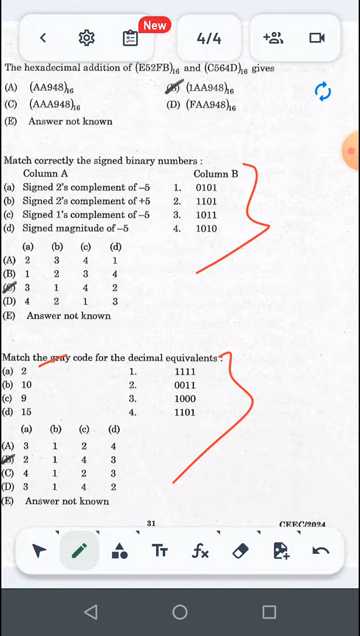 New
4/4
The hexadecimal addition of (E52FB)₁₆ and (C564D)₁₆ gives
(A) (AA948)₁₆ (B) (1AA948)₁₆
(C) (AAA948)₁₆ (D) (FAA948)₁₆
(E) Answer not known
Match correctly the signed binary numbers :
Column A Column B
(a) Signed 2's complement of –5 1. 0101
(b) Signed 2's complement of +5 2. 1101
(c) Signed 1's complement of –5 3. 1011
(d) Signed magnitude of –5 4. 1010
(a) (b) (c) (d)
(A) 2 3 4 1
(B) 1 2 3 4
(C) 3 1 4 2
(D) 4 2 1 3
(E) Answer not known
Match the gray code for the decimal equivalents :
(a) 2 1. 1111
(b) 10 2. 0011
(c) 9 3. 1000
(d) 15 4. 1101
(a) (b) (c) (d)
(A) 3 1 2 4
(B) 2 1 4 3
(C) 4 1 2 3
(D) 3 1 4 2
(E) Answer not known
31 CEEC/2024
Tт
fx